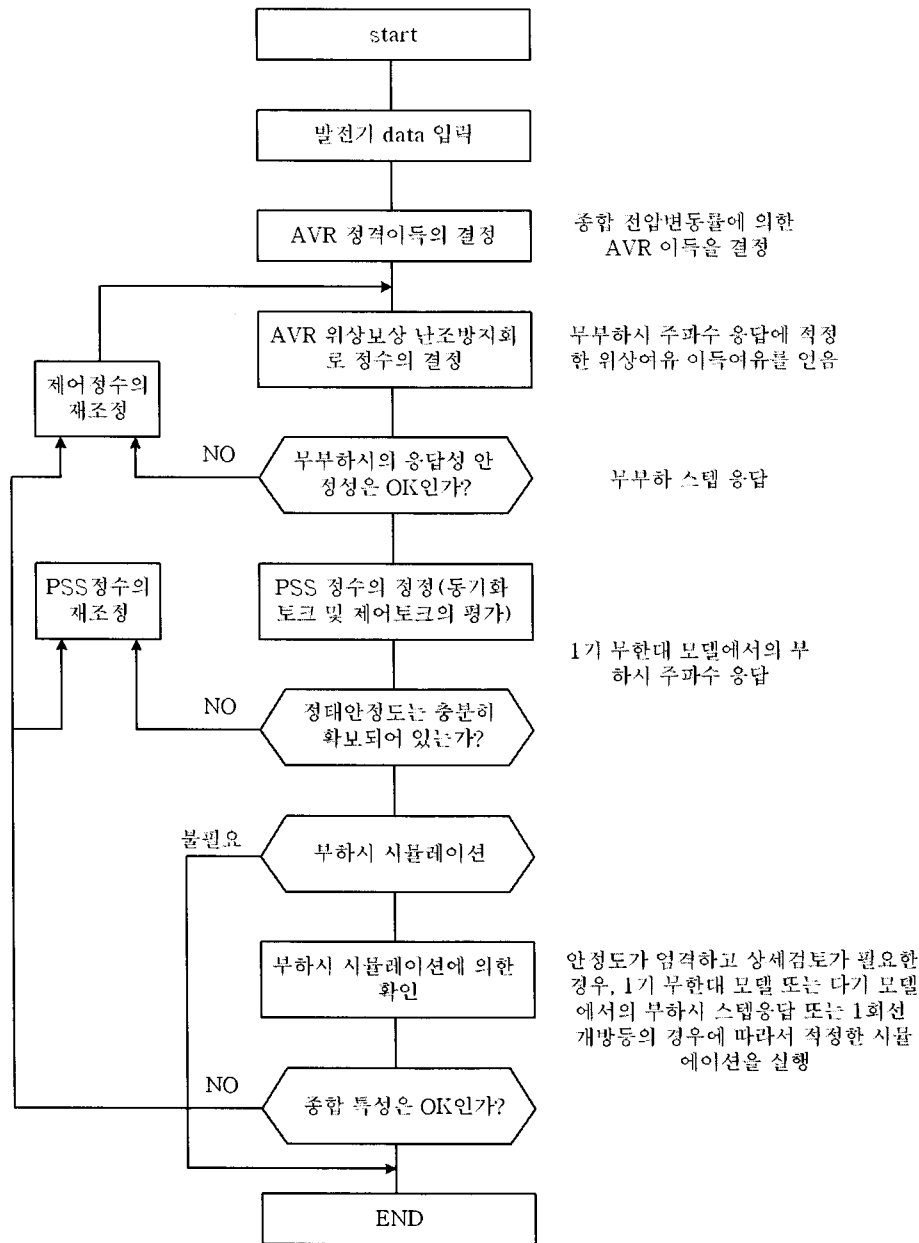 start
발전기 data 입력
AVR 정격이득의 결정
종합 전압변동률에 의한
AVR 이득을 결정
AVR 위상보상 난조방지회
로 정수의 결정
무부하시 주파수 응답에 적정
한 위상여유 이득여유를 얻음
제어정수의
재조정
NO
무부하시의 응답성 안
정성은 OK인가?
무부하 스텝 응답
PSS정수의
재조정
PSS 정수의 정정(동기화
토크 및 제어토크의 평가)
1기 무한대 모델에서의 부
하시 주파수 응답
NO
정태안정도는 충분히
확보되어 있는가?
불필요
부하시 시뮬레이션
부하시 시뮬레이션에 의한
확인
안정도가 엄격하고 상세검토가 필요한
경우, 1기 무한대 모델 또는 다기 모델
에서의 부하시 스텝응답 또는 1회선
개방등의 경우에 따라서 적정한 시뮬
에이션을 실행
NO
종합 특성은 OK인가?
END